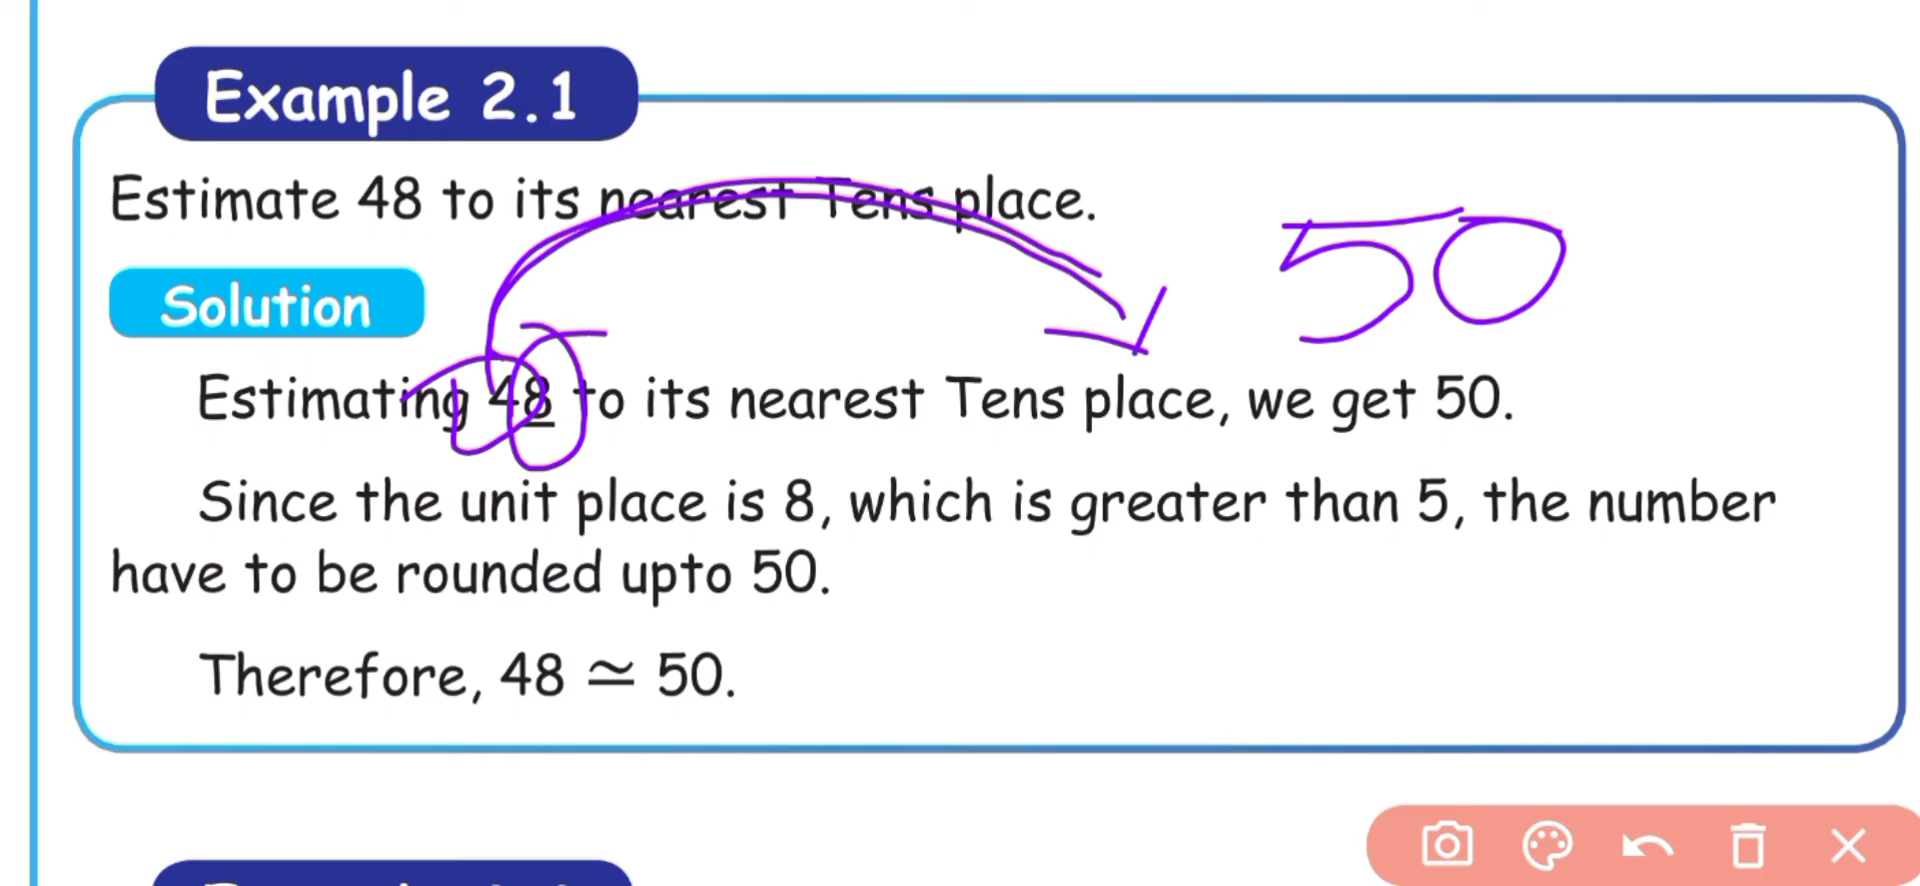 Example 2.1
Estimate 48 to its nearest Tens place.
50
Solution
Estimating 48 to its nearest Tens place, we get 50.
Since the unit place is 8, which is greater than 5, the number
have to be rounded upto 50.
Therefore, 48 ≃ 50.